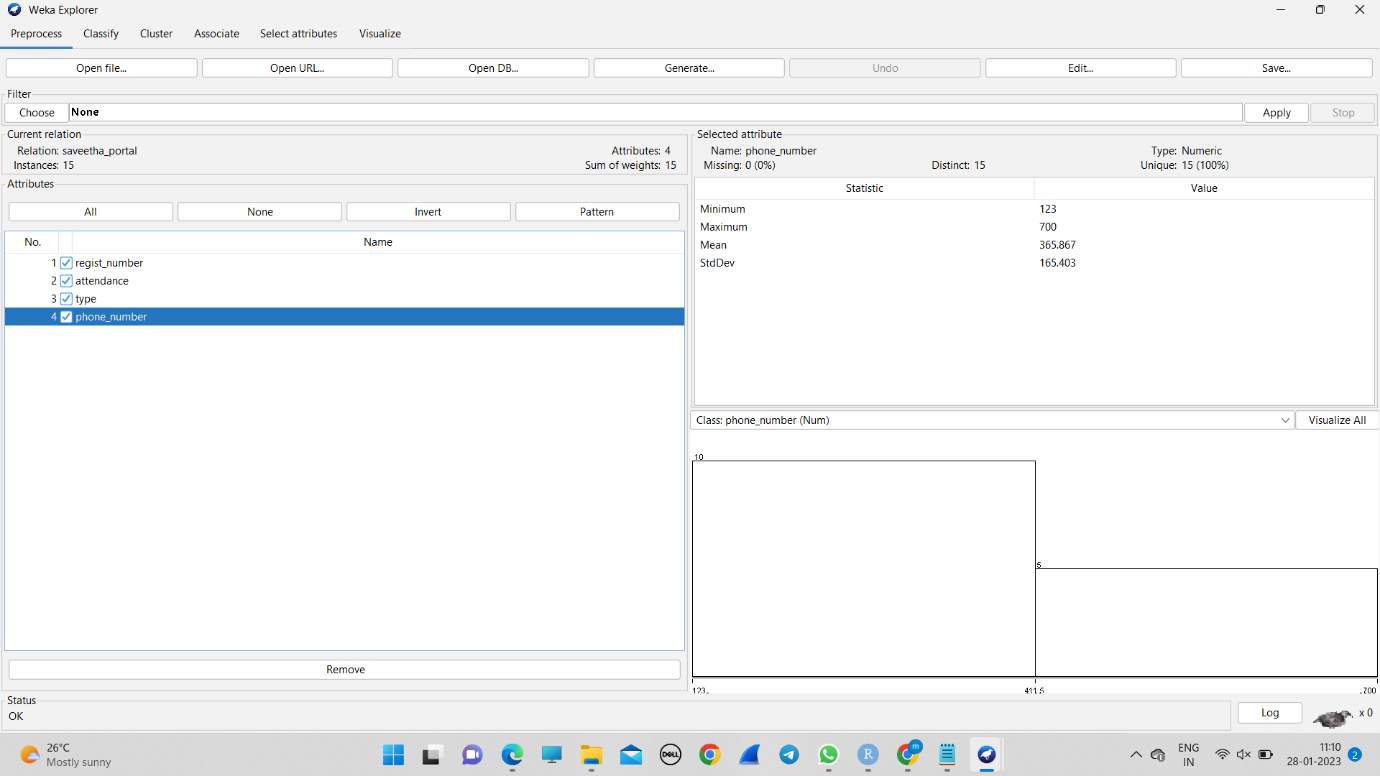 Weka Explorer
Preprocess Classify Cluster Associate Select attributes Visualize
Open file... Open URL... Open DB... Generate... Undo Edit... Save...
Filter
Choose None Apply Stop
Current relation
Relation: saveetha_portal Attributes: 4
Instances: 15 Sum of weights: 15
Attributes
All None Invert Pattern
No. Name
1 regist_number
2 attendance
3 type
4 phone_number
Remove
Selected attribute
Name: phone_number Type: Numeric
Missing: 0 (0%) Distinct: 15 Unique: 15 (100%)
Statistic Value
Minimum 123
Maximum 700
Mean 365.867
StdDev 165.403
Class: phone_number (Num) Visualize All
10
5
123 411.5 700
Status
OK
Log x 0
26°C
Mostly sunny
DELL
R
m
ENG
IN
11:10
28-01-2023
2